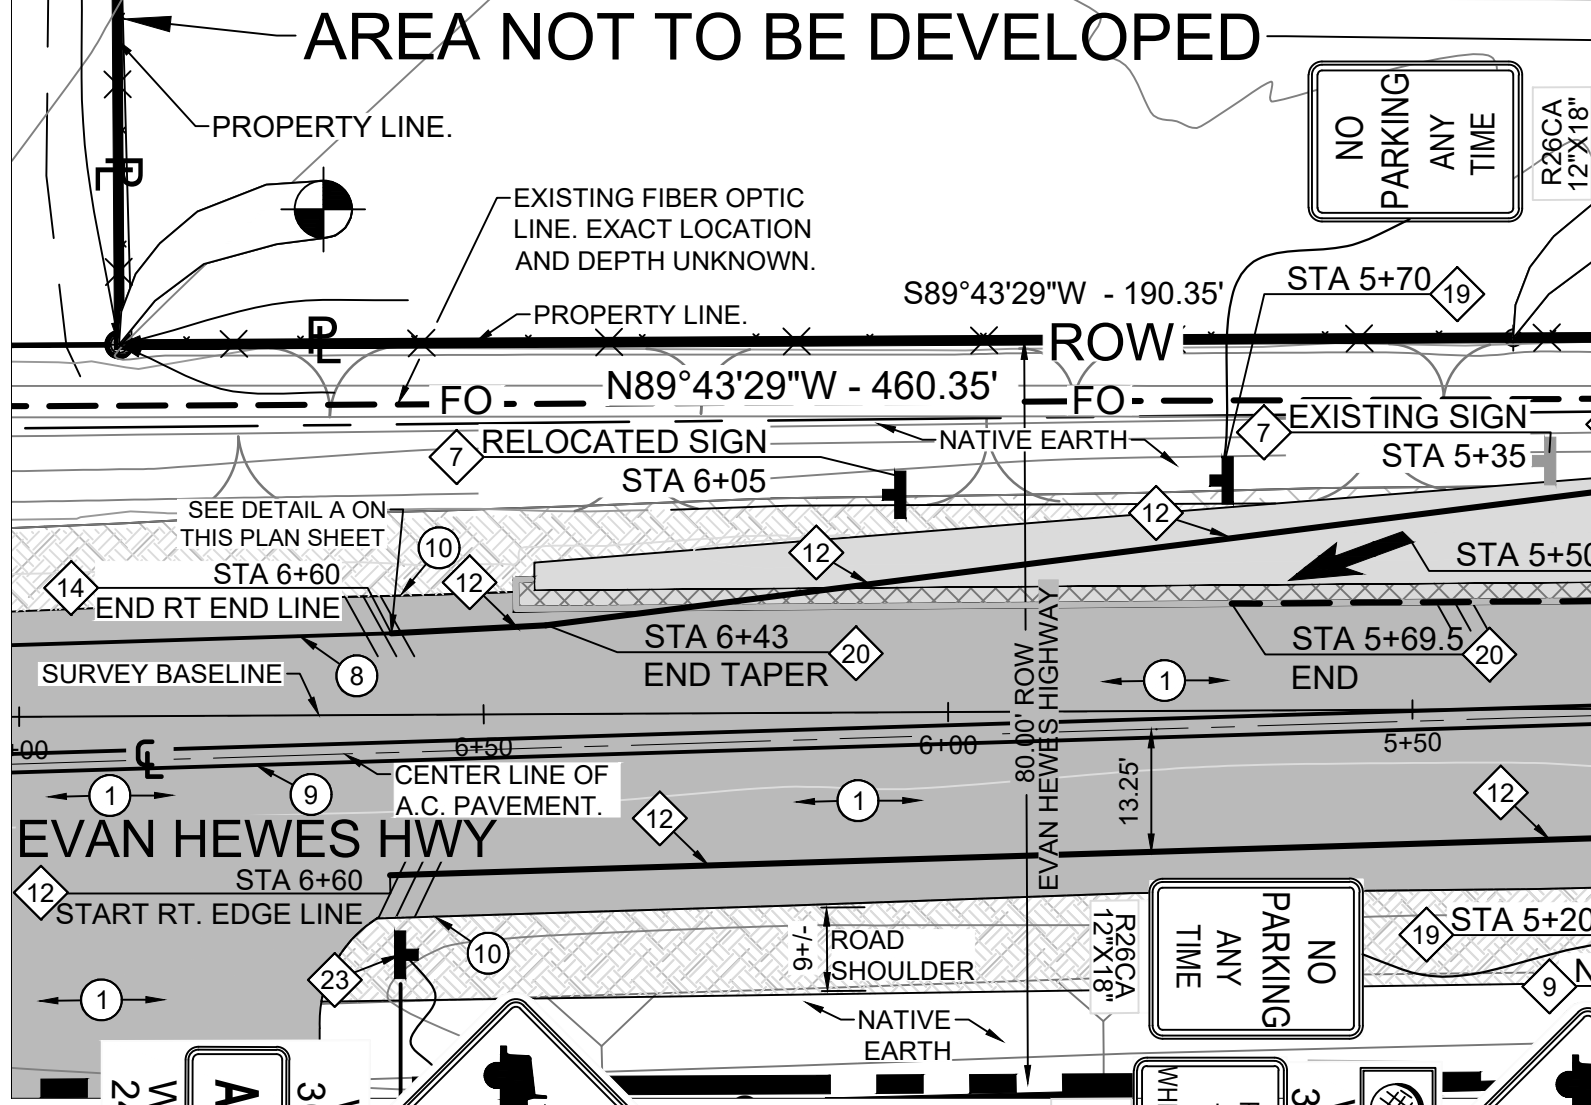 AREA NOT TO BE DEVELOPED
PROPERTY LINE.
PL
EXISTING FIBER OPTIC
LINE. EXACT LOCATION
AND DEPTH UNKNOWN.
PROPERTY LINE.
PL
S89°43'29"W - 190.35'
ROW
NO
PARKING
ANY
TIME
R26CA
12"X18"
STA 5+70
19
FO
N89°43'29"W - 460.35'
FO
7
RELOCATED SIGN
STA 6+05
NATIVE EARTH
7
EXISTING SIGN
STA 5+35
SEE DETAIL A ON
THIS PLAN SHEET
10
12
12
12
14
STA 6+60
END RT END LINE
STA 5+50
8
STA 6+43
END TAPER
20
STA 5+69.5
END
20
SURVEY BASELINE
1
+00
6+50
6+00
5+50
CL
CENTER LINE OF
A.C. PAVEMENT.
80.00' ROW
EVAN HEWES HIGHWAY
13.25'
1
9
1
12
12
EVAN HEWES HWY
12
STA 6+60
START RT. EDGE LINE
10
23
1
+/-6
ROAD
SHOULDER
R26CA
12"X18"
NO
PARKING
ANY
TIME
19
STA 5+20
9
N
NATIVE
EARTH
A